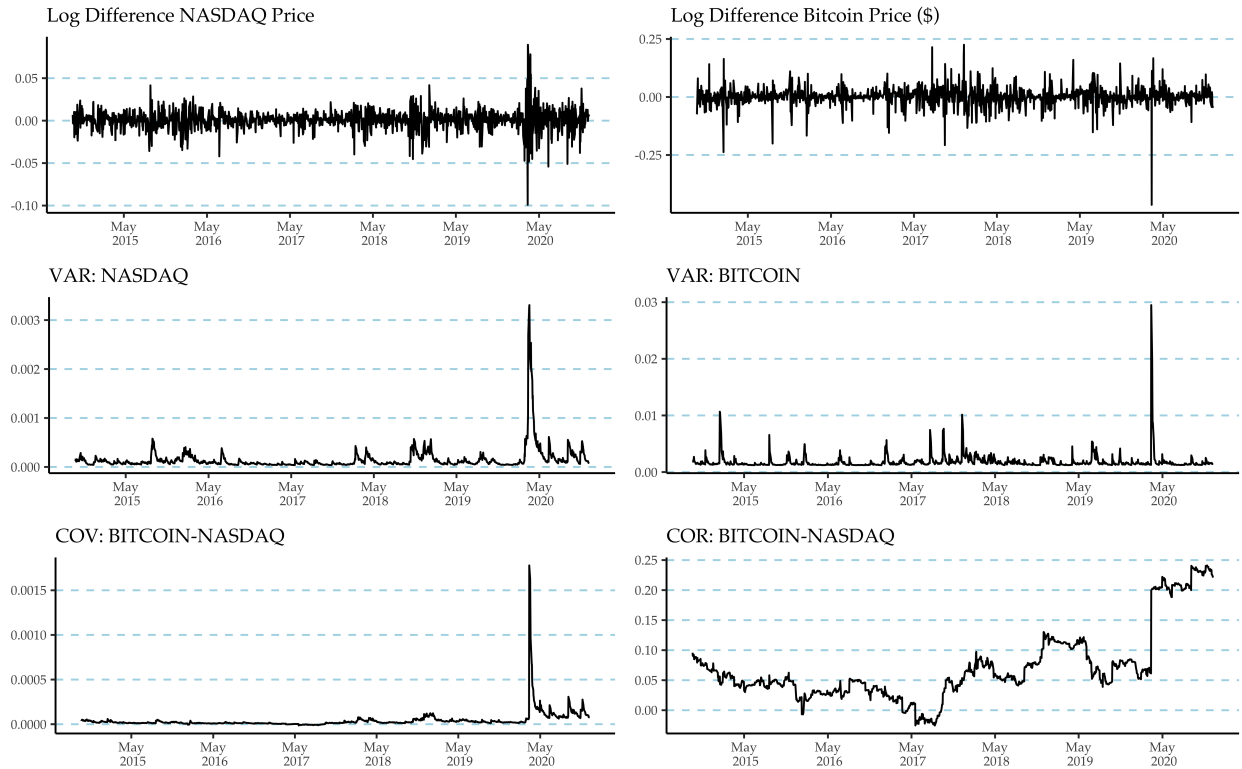 Log Difference NASDAQ Price
0.05
0.00
-0.05
-0.10
May May May May May May
2015 2016 2017 2018 2019 2020
Log Difference Bitcoin Price ($)
0.25
0.00
-0.25
May May May May May May
2015 2016 2017 2018 2019 2020
VAR: NASDAQ
0.003
0.002
0.001
0.000
May May May May May May
2015 2016 2017 2018 2019 2020
VAR: BITCOIN
0.03
0.02
0.01
0.00
May May May May May May
2015 2016 2017 2018 2019 2020
COV: BITCOIN-NASDAQ
0.0015
0.0010
0.0005
0.0000
May May May May May May
2015 2016 2017 2018 2019 2020
COR: BITCOIN-NASDAQ
0.25
0.20
0.15
0.10
0.05
0.00
May May May May May May
2015 2016 2017 2018 2019 2020